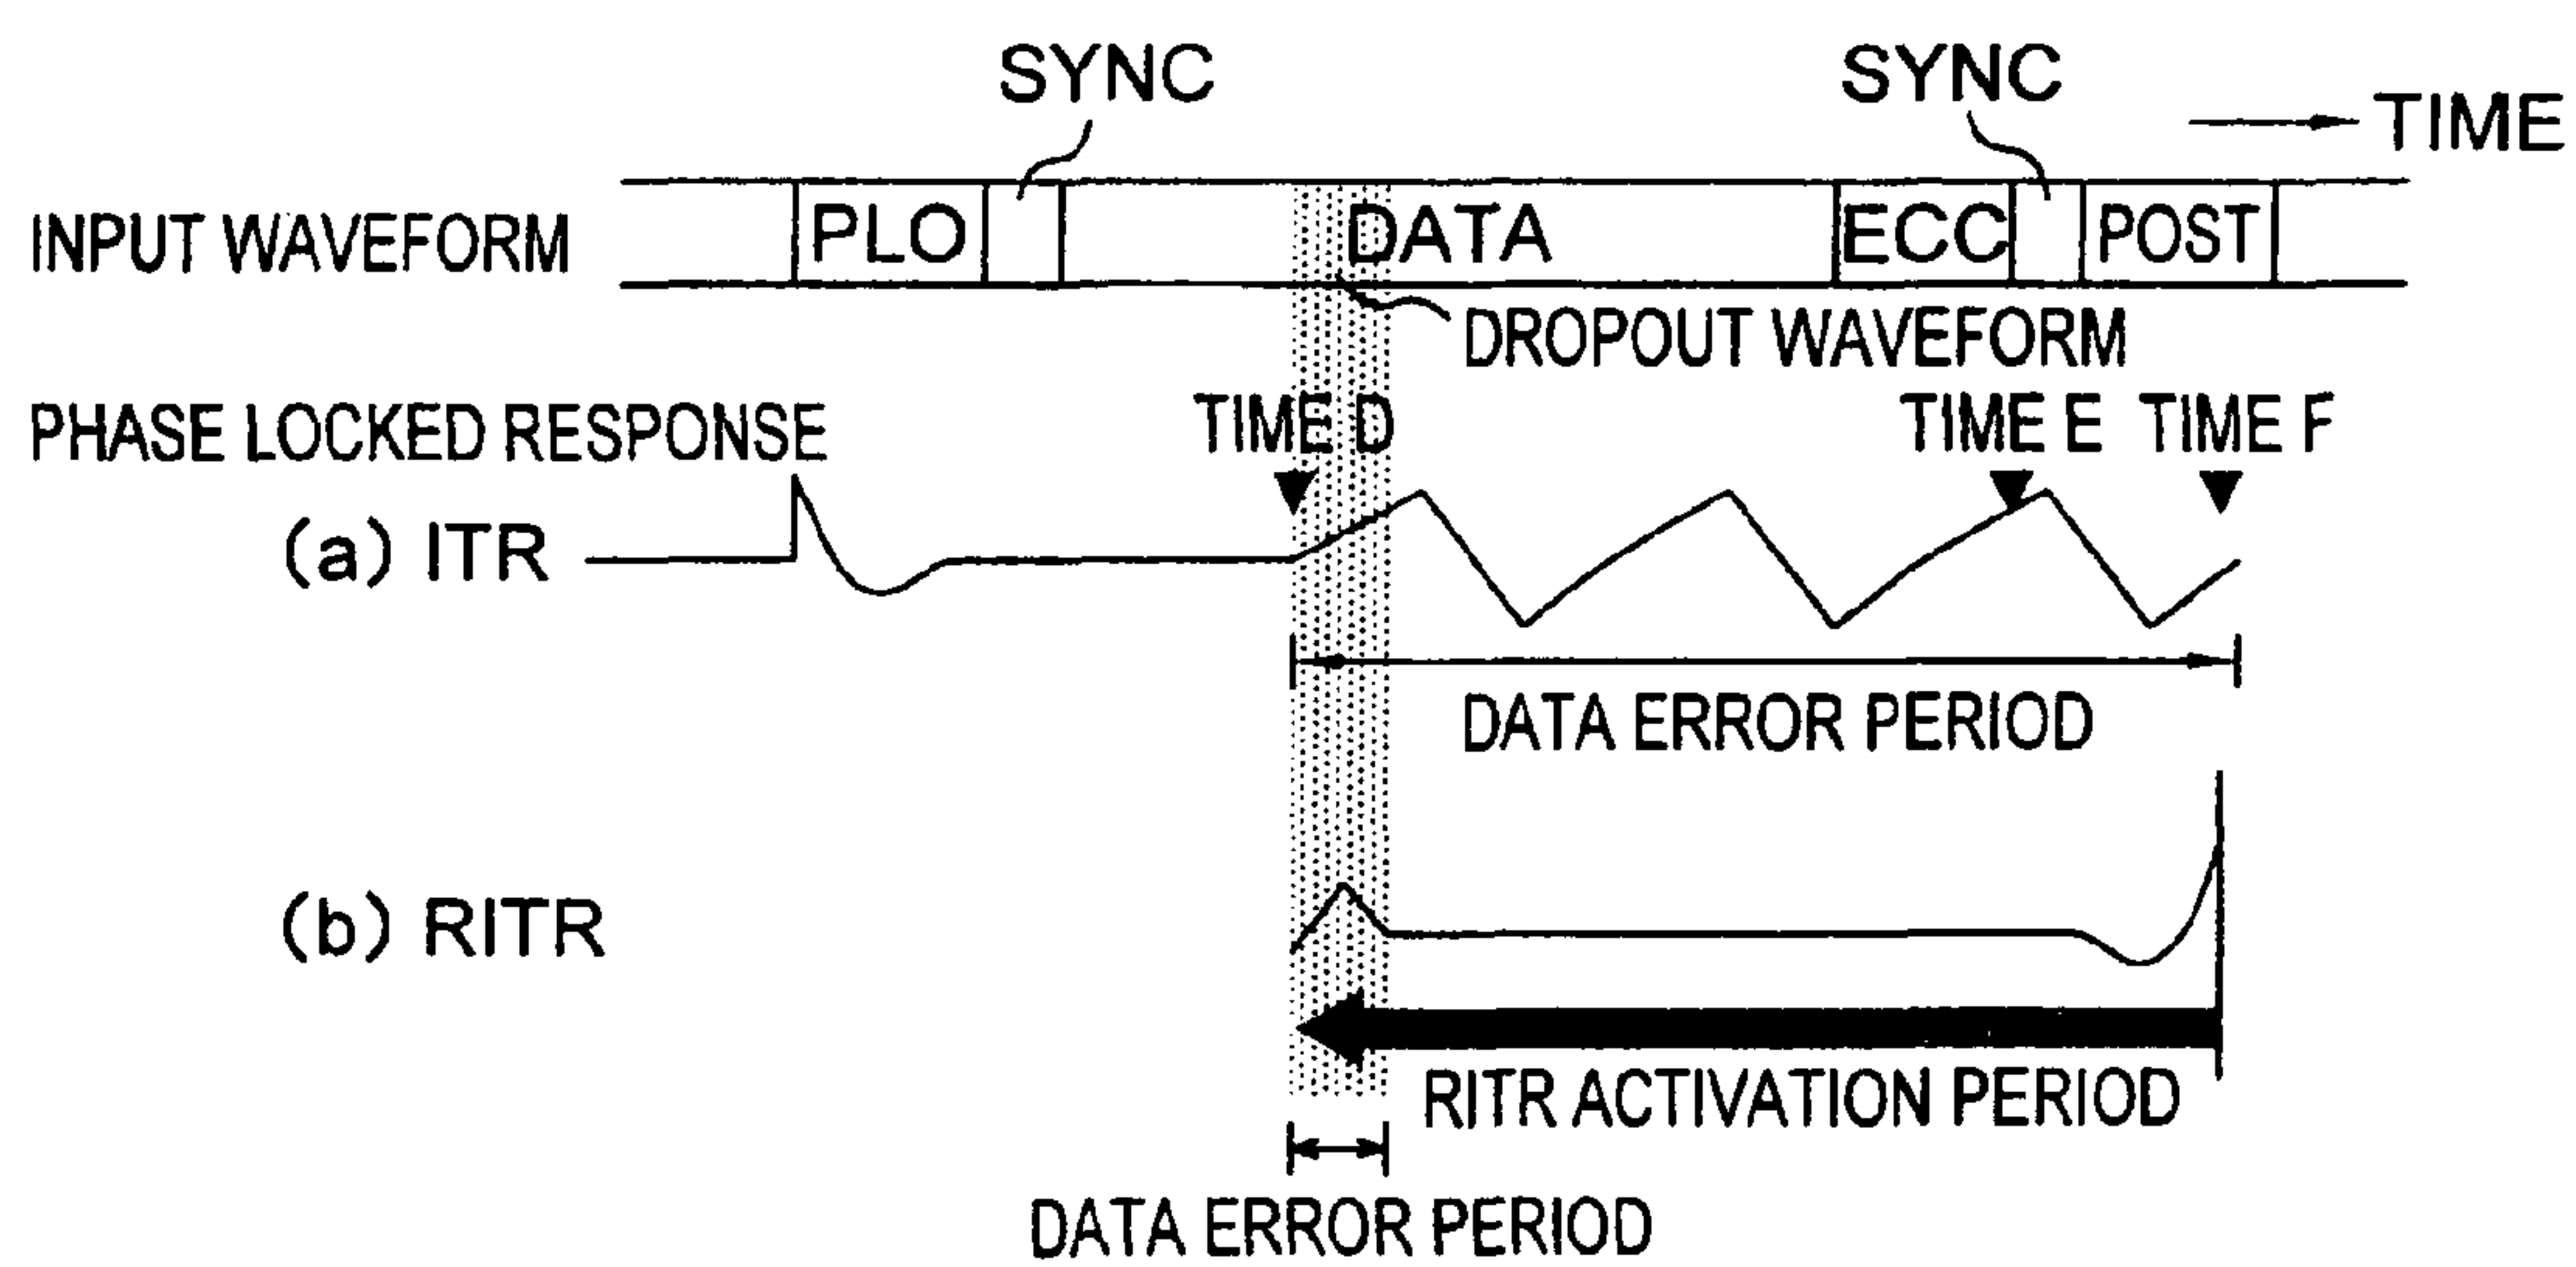 SYNC
SYNC
TIME
INPUT WAVEFORM
PLO
DATA
ECC
POST
DROPOUT WAVEFORM
PHASE LOCKED RESPONSE
TIME D
TIME E
TIME F
(a) ITR
DATA ERROR PERIOD
(b) RITR
RITR ACTIVATION PERIOD
DATA ERROR PERIOD